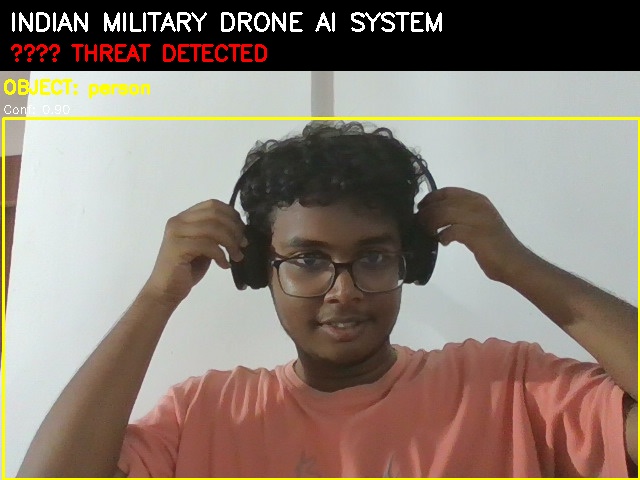 INDIAN MILITARY DRONE AI SYSTEM
???? THREAT DETECTED
OBJECT: person
Conf: 0.90